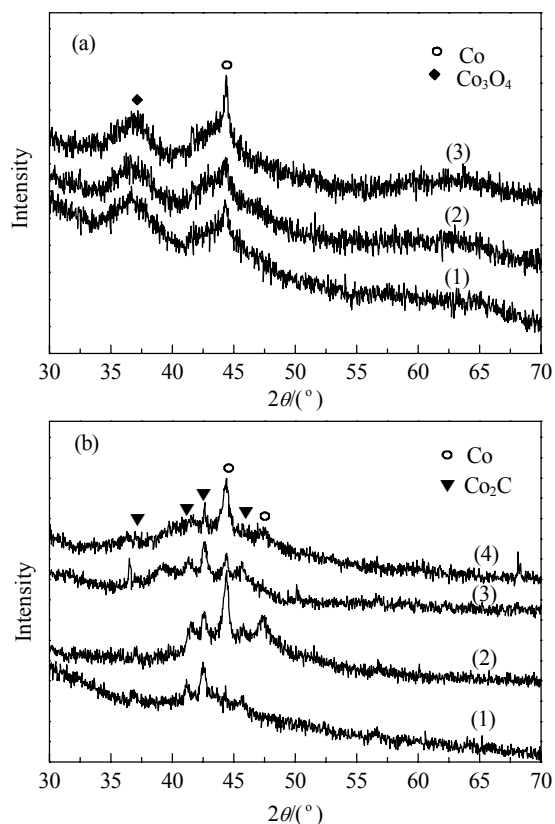 (a)
Co
Co₃O₄
(3)
(2)
(1)
Intensity
30 35 40 45 50 55 60 65 70
2θ/(°)
(b)
Co
Co₂C
(4)
(3)
(2)
(1)
Intensity
30 35 40 45 50 55 60 65 70
2θ/(°)